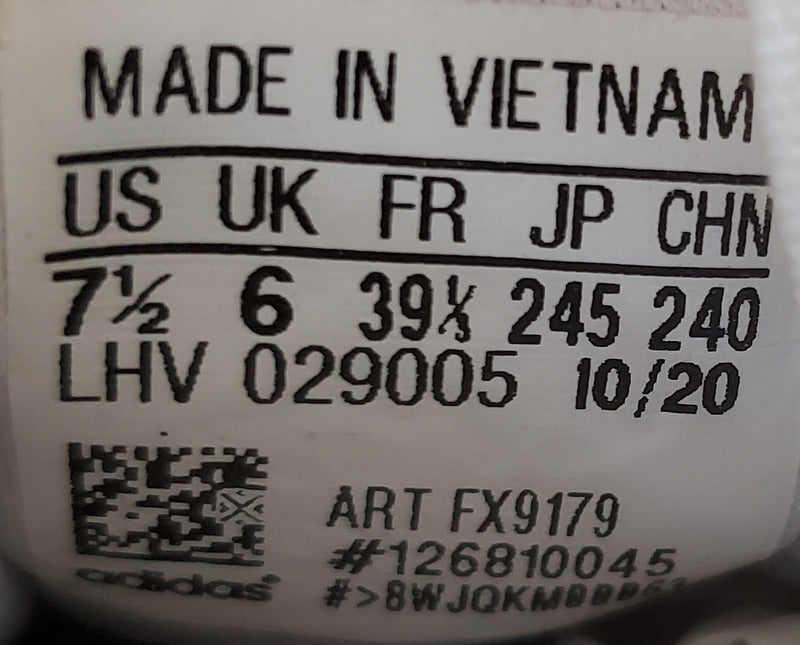 MADE IN VIETNAM
US UK FR JP CHN
7½ 6 39⅓ 245 240
LHV 029005 10/20
ART FX9179
#126810045
adidas